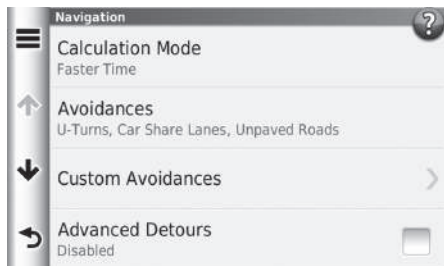 Navigation
?
Calculation Mode
Faster Time
Avoidances
U-Turns, Car Share Lanes, Unpaved Roads
Custom Avoidances
Advanced Detours
Disabled